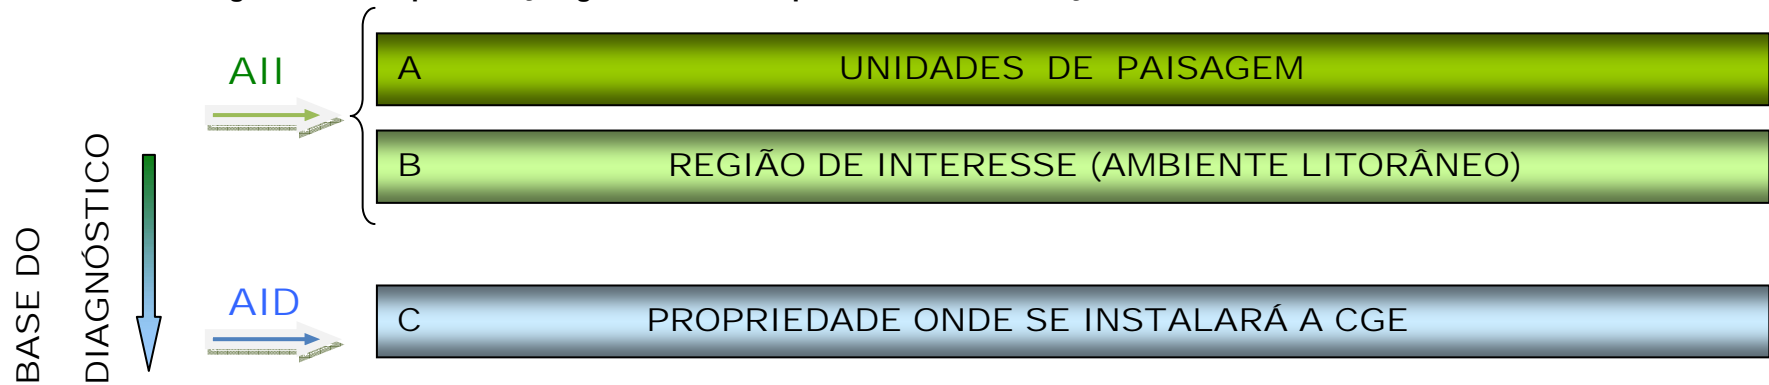 AII
A UNIDADES DE PAISAGEM
B REGIÃO DE INTERESSE (AMBIENTE LITORÂNEO)
BASE DO
DIAGNÓSTICO
AID
C PROPRIEDADE ONDE SE INSTALARÁ A CGE